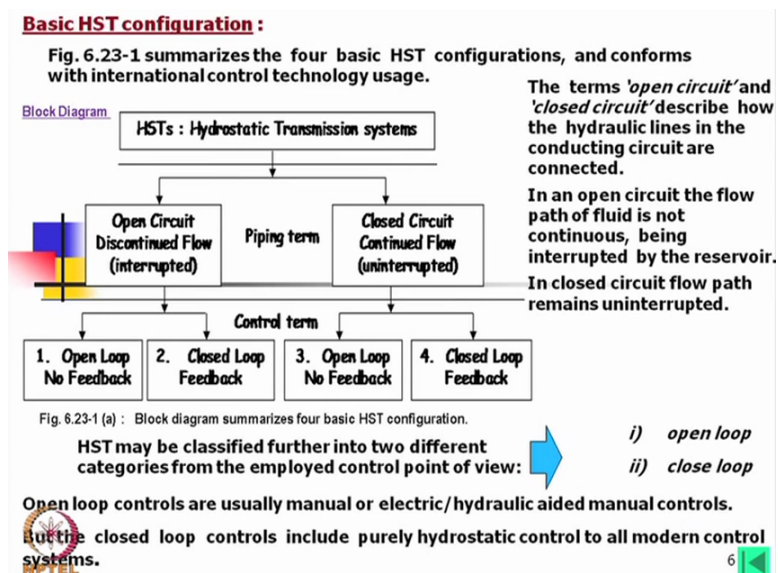 Basic HST configuration :
Fig. 6.23-1 summarizes the four basic HST configurations, and conforms
with international control technology usage.
The terms 'open circuit' and
'closed circuit' describe how
the hydraulic lines in the
conducting circuit are
connected.
In an open circuit the flow
path of fluid is not
continuous, being
interrupted by the reservoir.
In closed circuit flow path
remains uninterrupted.
Block Diagram
HSTs : Hydrostatic Transmission systems
Open Circuit
Discontinued Flow
(interrupted)
Piping term
Closed Circuit
Continued Flow
(uninterrupted)
Control term
1. Open Loop
No Feedback
2. Closed Loop
Feedback
3. Open Loop
No Feedback
4. Closed Loop
Feedback
Fig. 6.23-1 (a) : Block diagram summarizes four basic HST configuration.
HST may be classified further into two different
categories from the employed control point of view:
i) open loop
ii) close loop
Open loop controls are usually manual or electric/hydraulic aided manual controls.
But the closed loop controls include purely hydrostatic control to all modern control
systems.
6
NPTEL